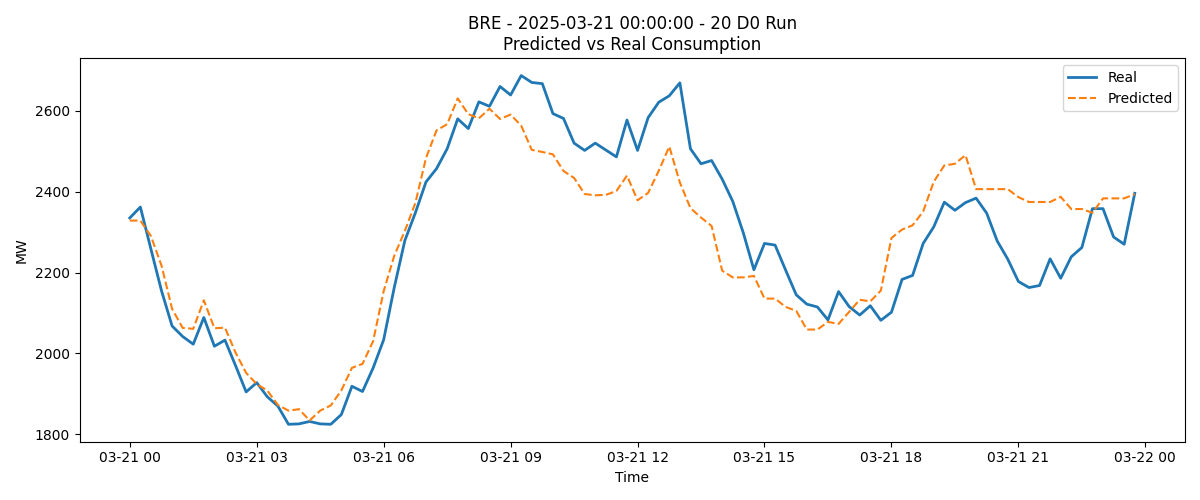 BRE - 2025-03-21 00:00:00 - 20 D0 Run
Predicted vs Real Consumption
Real
Predicted
MW
2600
2400
2200
2000
1800
03-21 00
03-21 03
03-21 06
03-21 09
03-21 12
03-21 15
03-21 18
03-21 21
03-22 00
Time